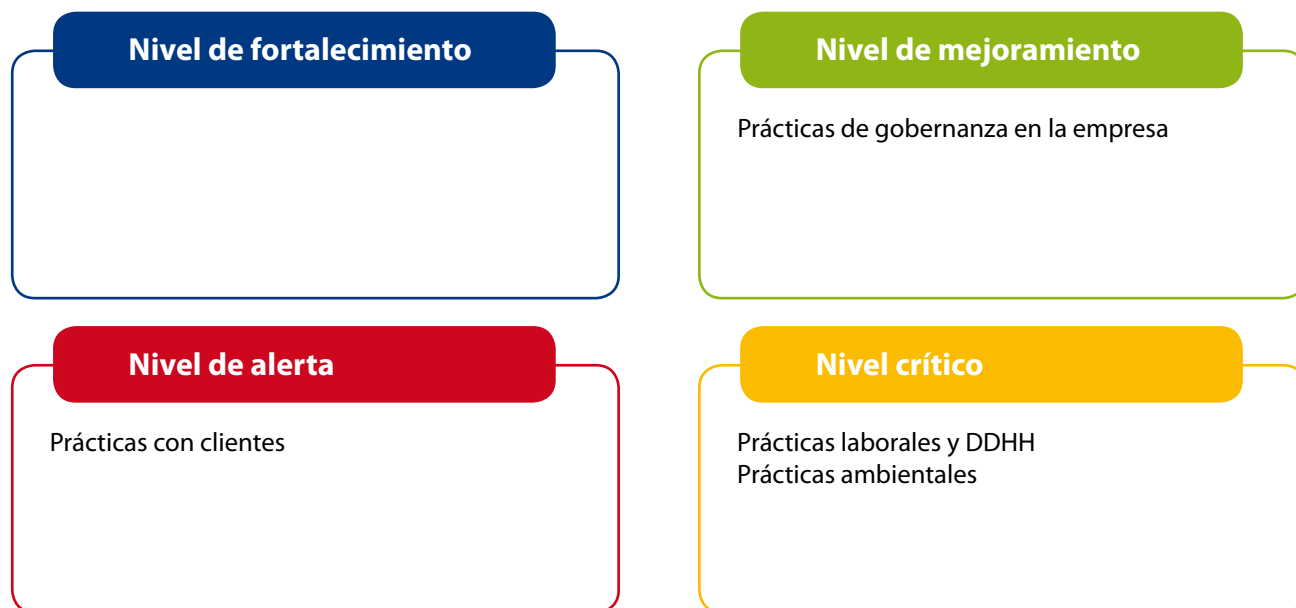 Nivel de fortalecimiento
Nivel de mejoramiento
Prácticas de gobernanza en la empresa
Nivel de alerta
Prácticas con clientes
Nivel crítico
Prácticas laborales y DDHH
Prácticas ambientales